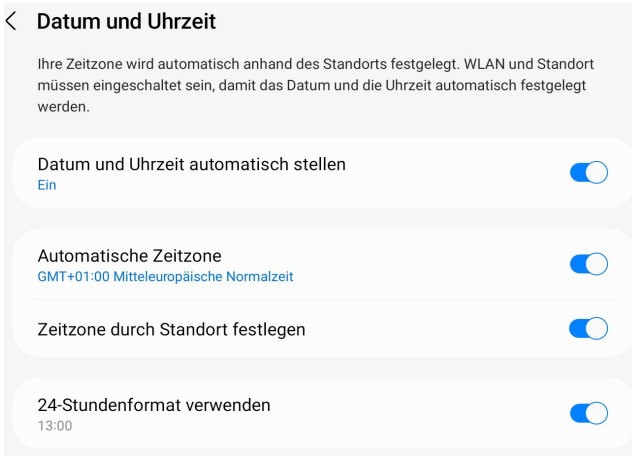 Datum und Uhrzeit
Ihre Zeitzone wird automatisch anhand des Standorts festgelegt. WLAN und Standort
müssen eingeschaltet sein, damit das Datum und die Uhrzeit automatisch festgelegt
werden.
Datum und Uhrzeit automatisch stellen
Ein
Automatische Zeitzone
GMT+01:00 Mitteleuropäische Normalzeit
Zeitzone durch Standort festlegen
24-Stundenformat verwenden
13:00